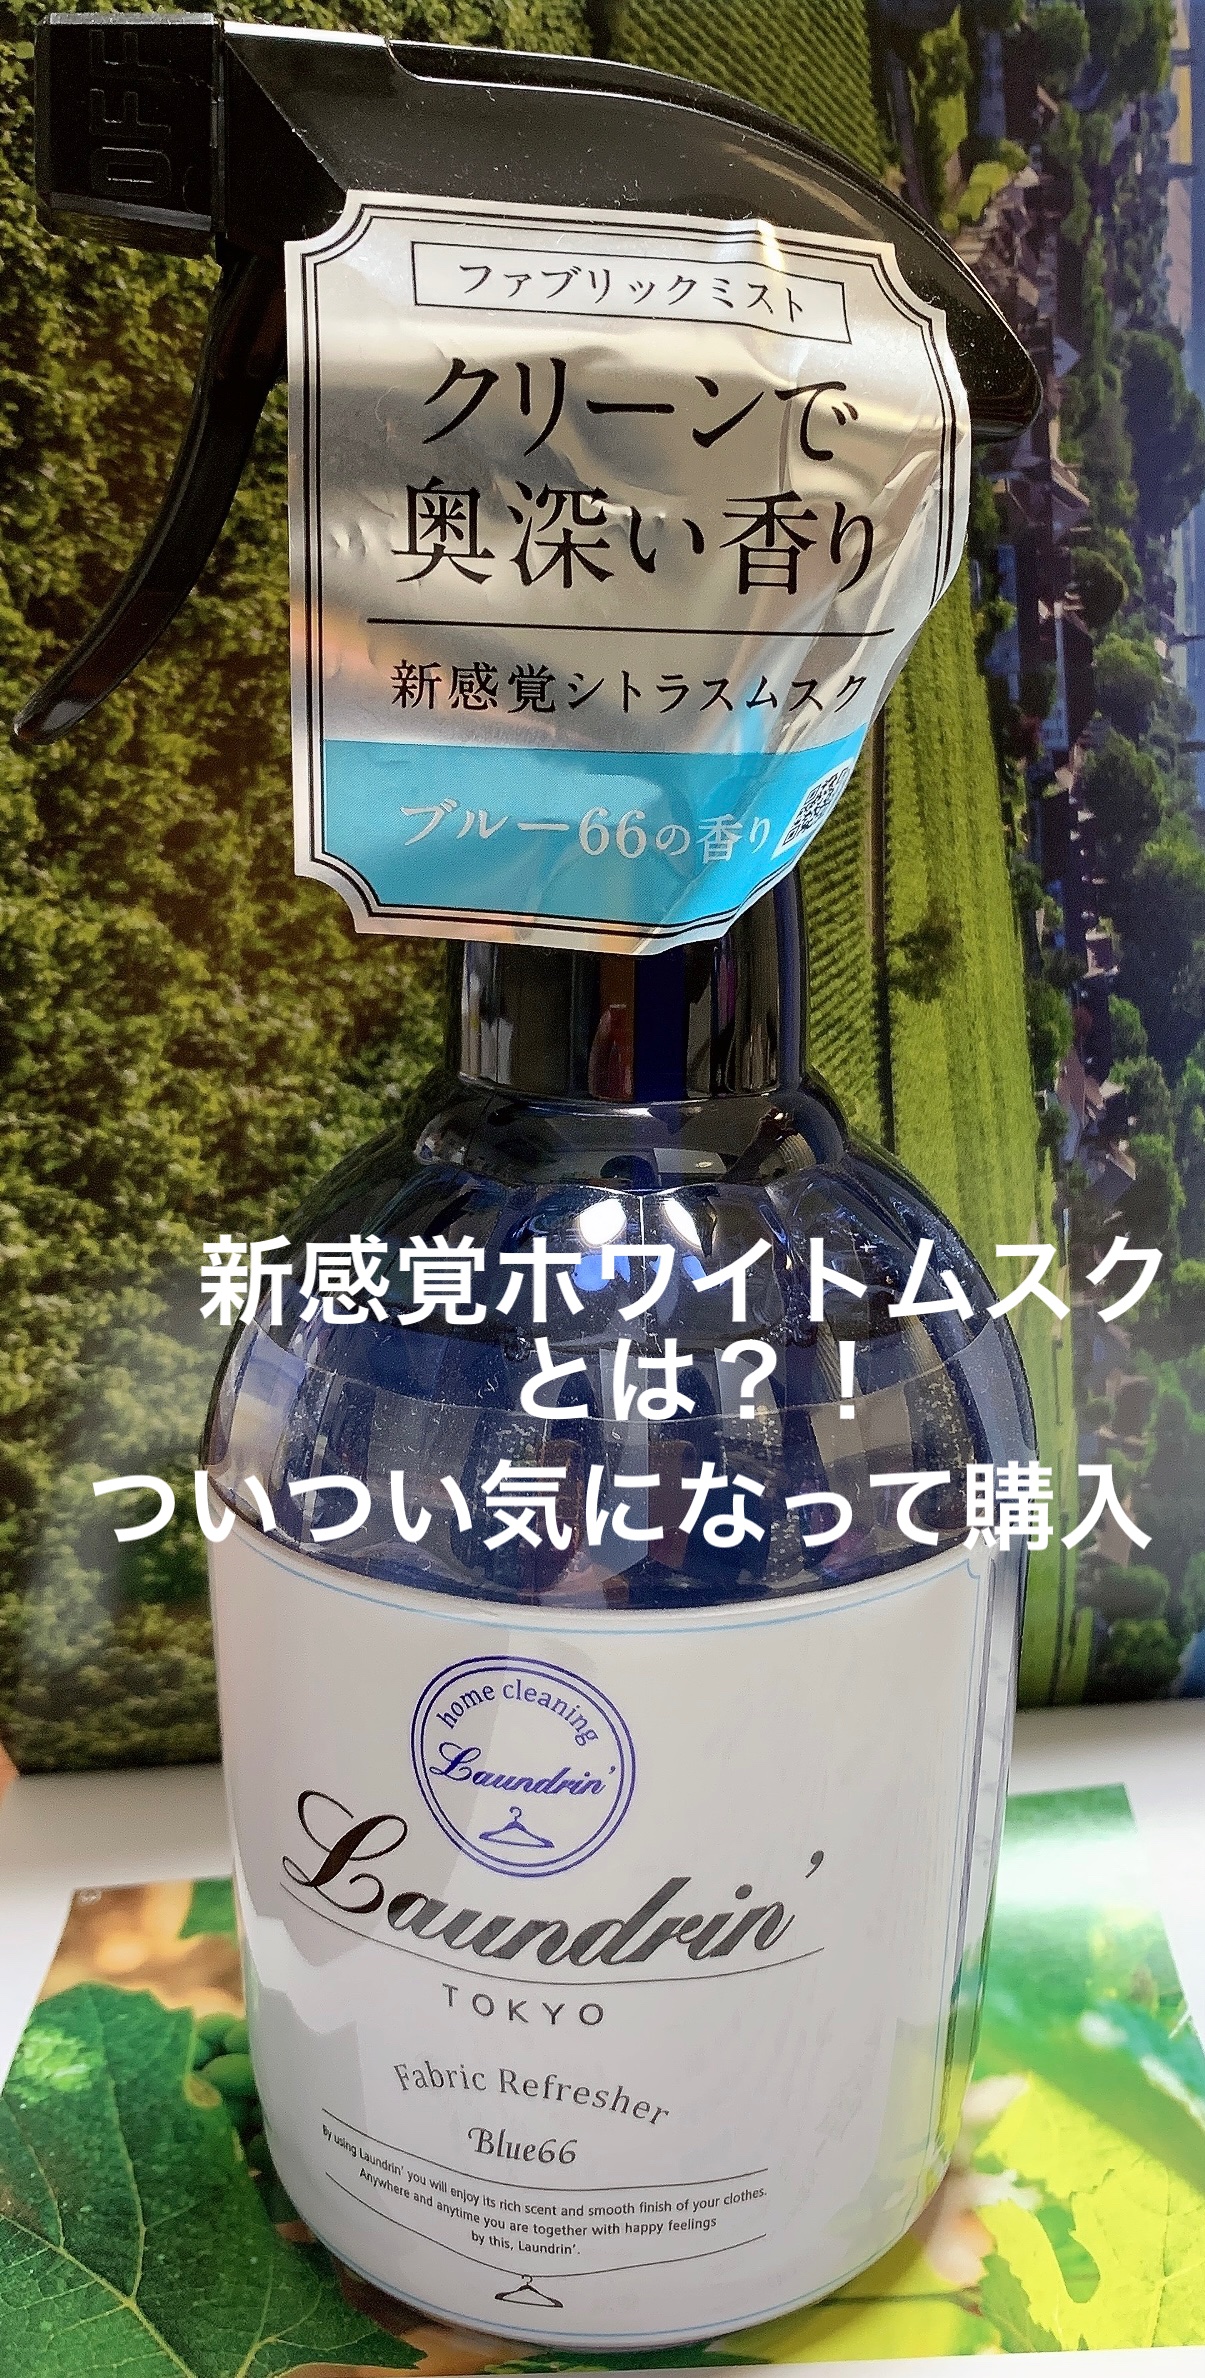 OFF
ファブリックミスト
クリーンで
奥深い香り
新感覚シトラスムスク
ブルー66の香り
新感覚ホワイトムスク
とは？！
ついつい気になって購入
home cleaning
Laundrin'
Laundrin'
TOKYO
Fabric Refresher
Blue66
By using Laundrin' you will enjoy its rich scent and smooth finish of your clothes.
Anywhere and anytime you are together with happy feelings
by this, Laundrin'.